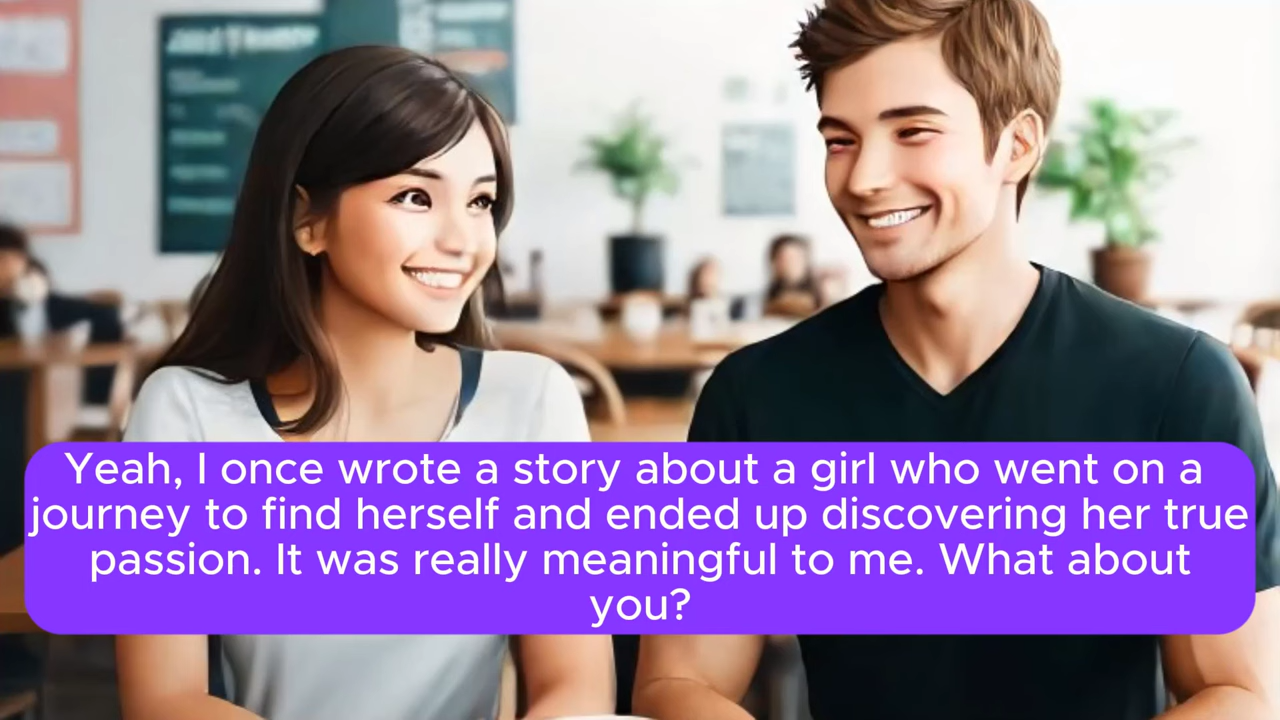 Yeah, I once wrote a story about a girl who went on a
journey to find herself and ended up discovering her true
passion. It was really meaningful to me. What about
you?